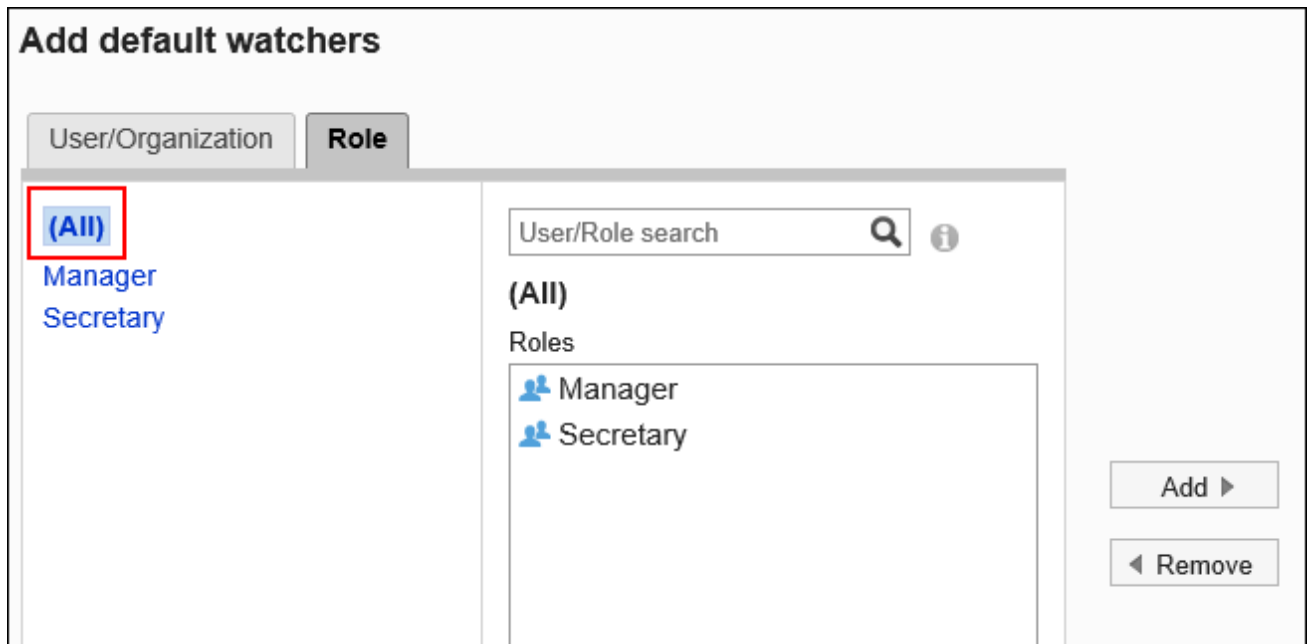 Add default watchers
User/Organization
Role
(All)
Manager
Secretary
User/Role search
(All)
Roles
Manager
Secretary
Add
Remove